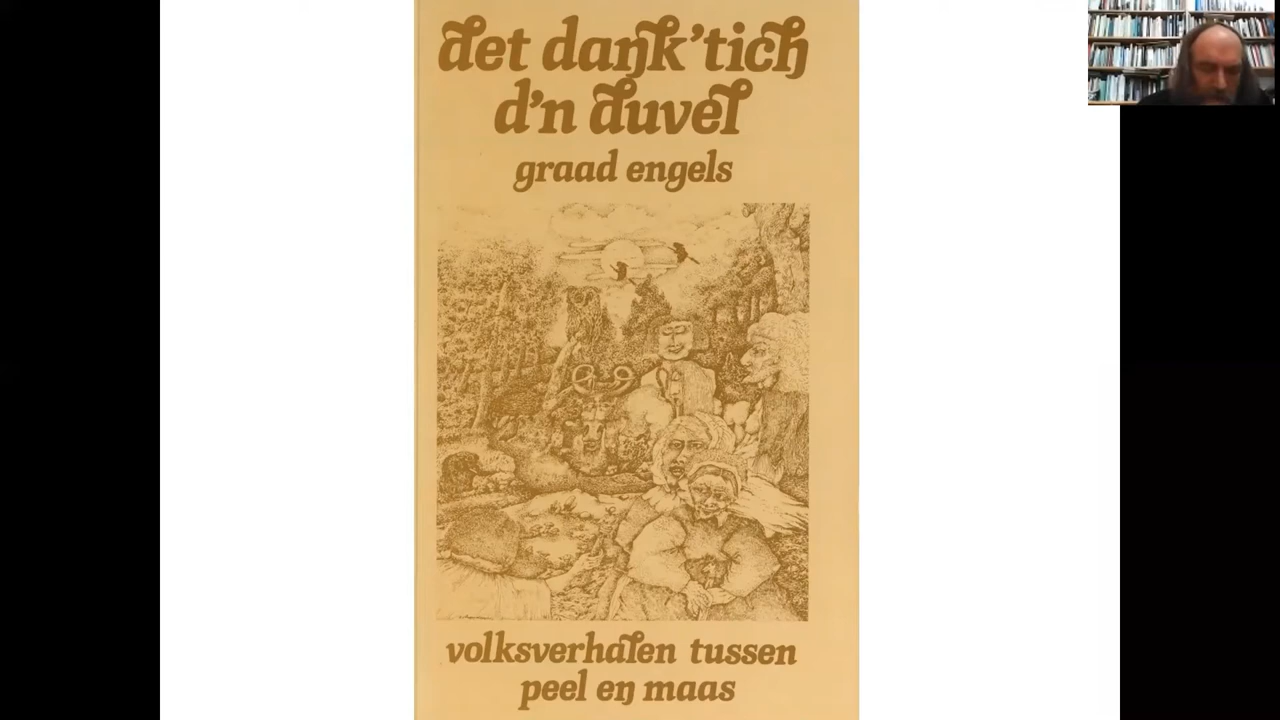 det dank'tich
d'n duvel
graad engels
volksverhalen tussen
peel en maas